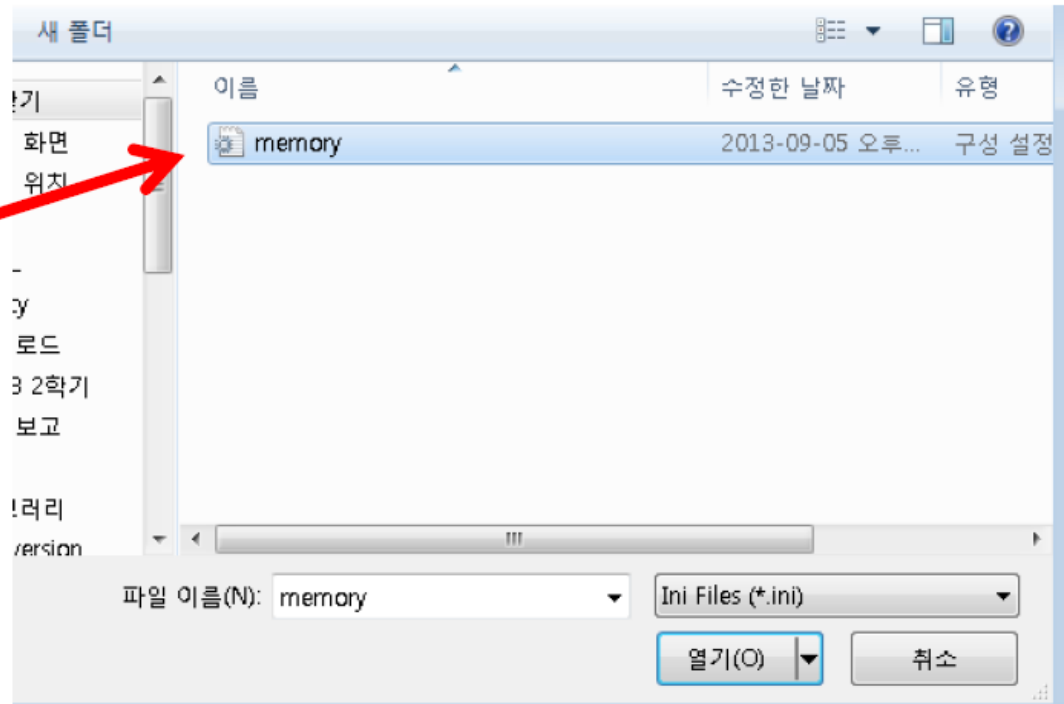 새 폴더
이름 수정한 날짜 유형
화면
memory 2013-09-05 오후... 구성 설정
위치
로드
2학기
보고
version
파일 이름(N): memory Ini Files (*.ini)
열기(O) 취소